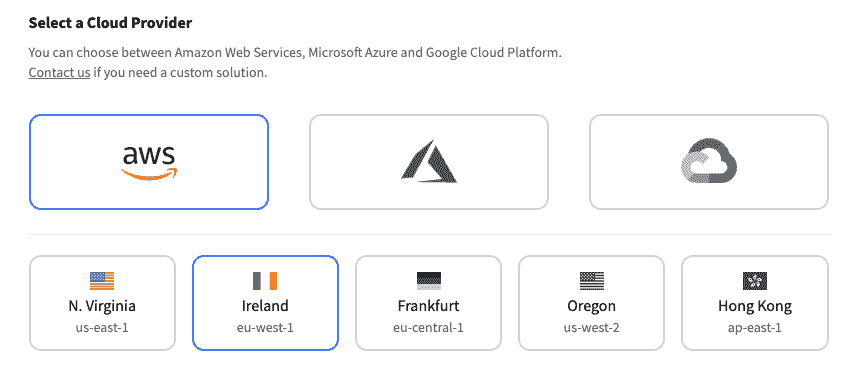 Select a Cloud Provider
You can choose between Amazon Web Services, Microsoft Azure and Google Cloud Platform.
Contact us if you need a custom solution.
aws
N. Virginia
us-east-1
Ireland
eu-west-1
Frankfurt
eu-central-1
Oregon
us-west-2
Hong Kong
ap-east-1